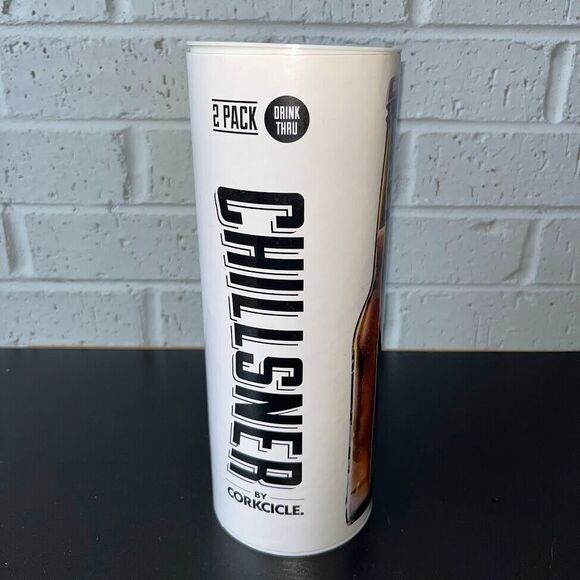 2 PACK
DRINK
THRU
CHILLSNER
BY
CORKCICLE.